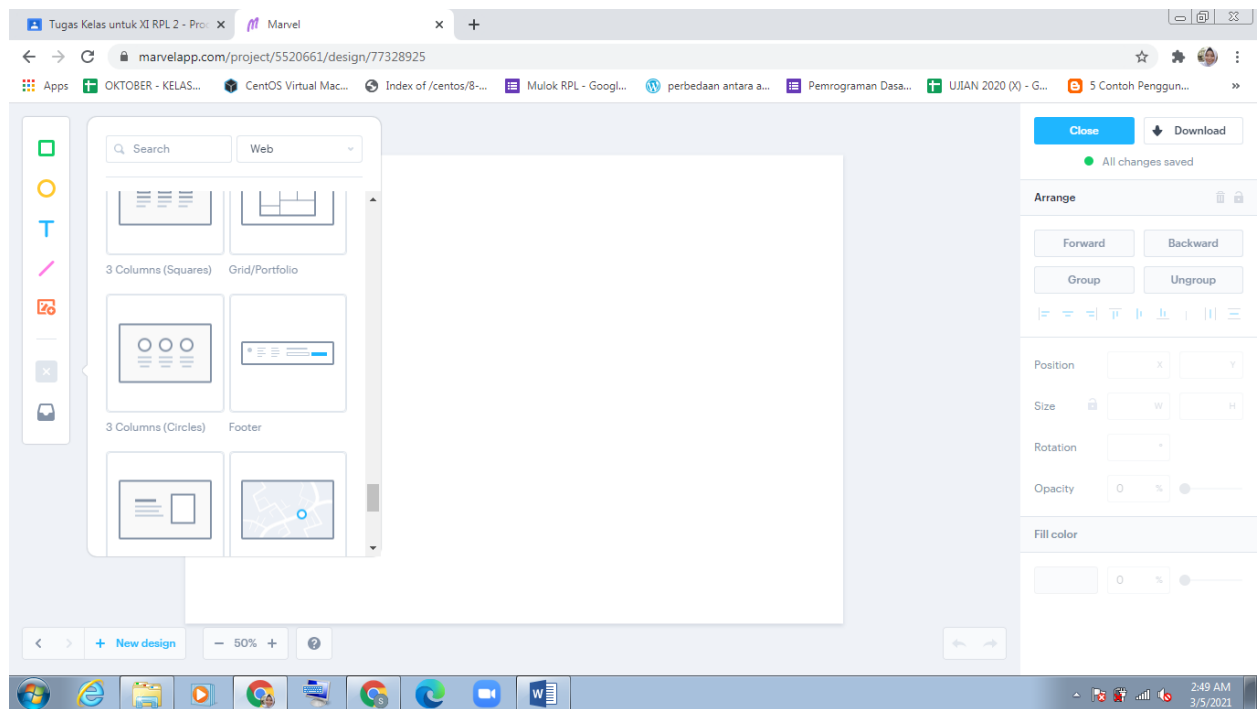 Tugas Kelas untuk XI RPL 2 - Proc
Marvel
marvelapp.com/project/5520661/design/77328925
Apps
OKTOBER - KELAS...
CentOS Virtual Mac...
Index of /centos/8-...
Mulok RPL - Googl...
perbedaan antara a...
Pemrograman Dasa...
UJIAN 2020 (X) - G...
5 Contoh Penggun...
»
Search
Web
Close
Download
All changes saved
3 Columns (Squares)
Grid/Portfolio
3 Columns (Circles)
Footer
Arrange
Forward
Backward
Group
Ungroup
Position
X
Y
Size
W
H
Rotation
°
Opacity
0
%
Fill color
0
%
+ New design
− 50% +
?
2:49 AM
3/5/2021